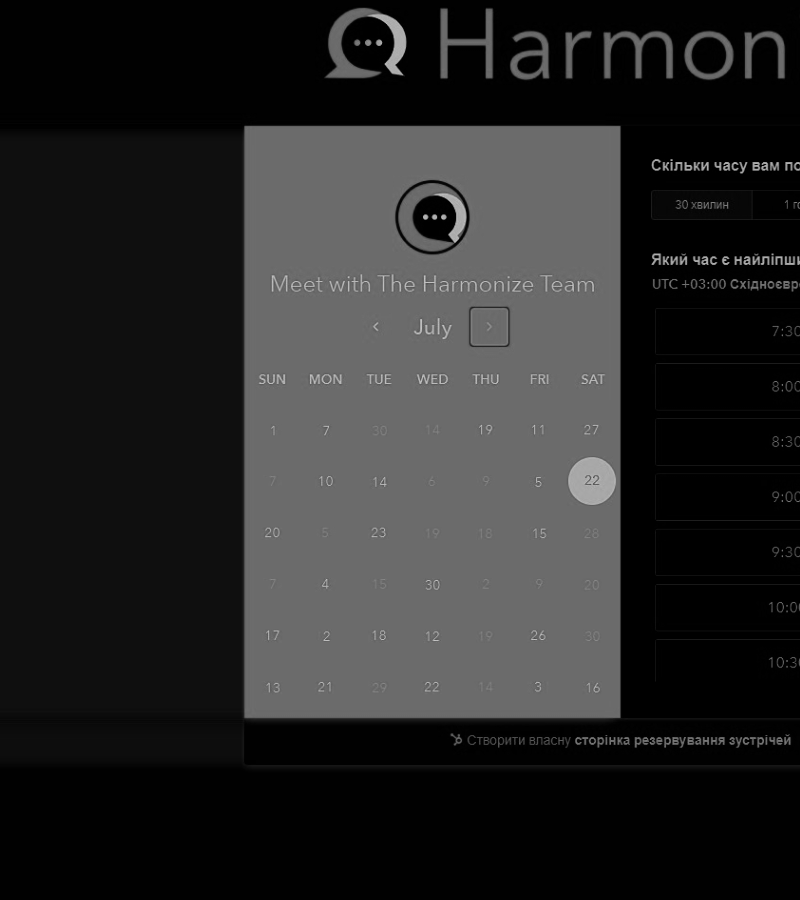 Harmon
Meet with The Harmonize Team
July
SUN MON TUE WED THU FRI SAT
1 7 30 14 19 11 27
7 10 14 6 9 5 22
20 5 23 19 18 15 28
7 4 15 30 2 9 20
17 2 18 12 19 26 30
13 21 29 22 14 3 16
Скільки часу вам по
30 хвилин 1 го
Який час є найліпши
UTC +03:00 Східноєвро
7:30
8:00
8:30
9:00
9:30
10:00
10:30
Створити власну сторінка резервування зустрічей